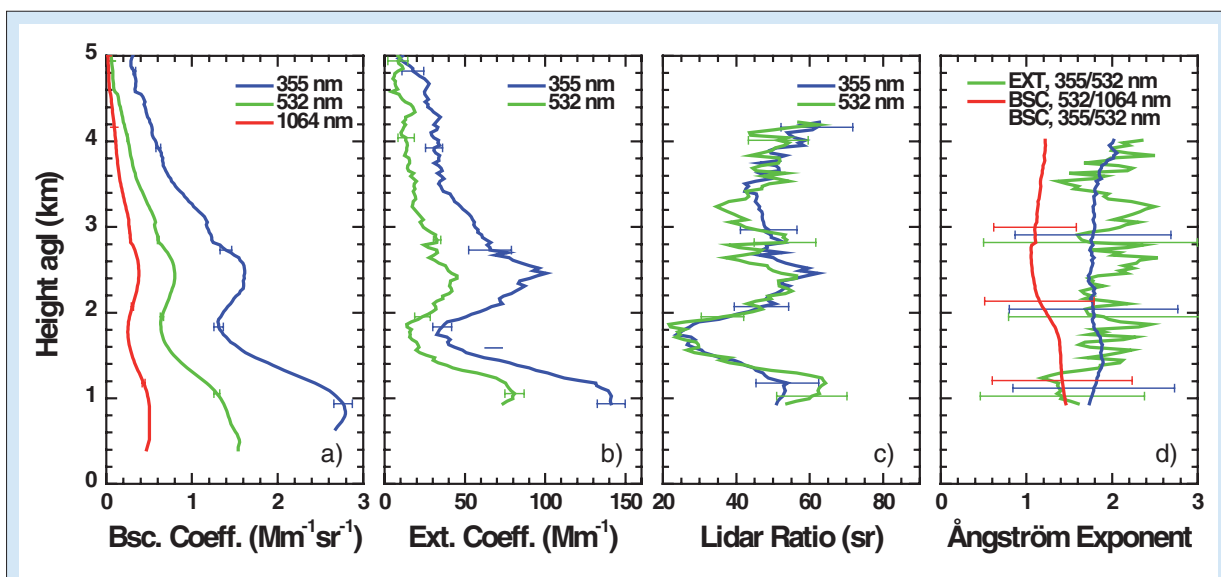 5
4
3
2
1
0
Height agl (km)
355 nm
532 nm
1064 nm
a)
0 1 2 3
Bsc. Coeff. (Mm⁻¹sr⁻¹)
355 nm
532 nm
b)
0 50 100 150
Ext. Coeff. (Mm⁻¹)
355 nm
532 nm
c)
20 40 60 80
Lidar Ratio (sr)
EXT, 355/532 nm
BSC, 532/1064 nm
BSC, 355/532 nm
d)
0 1 2 3
Ångström Exponent